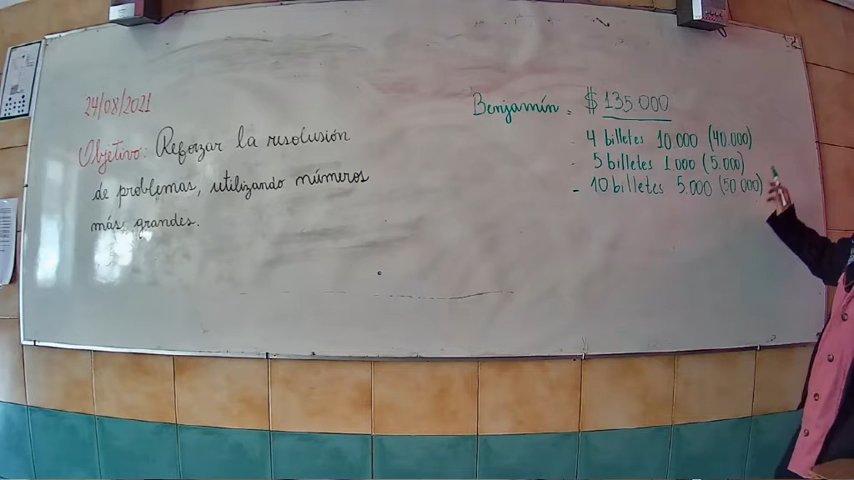 24/08/2021
Objetivo: Reforzar la resolusión
de problemas, utilizando números
más grandes.
Benjamín = $ 135.000
- 4 billetes 10.000 (40.000)
- 5 billetes 1.000 (5.000)
- 10 billetes 5.000 (50.000)